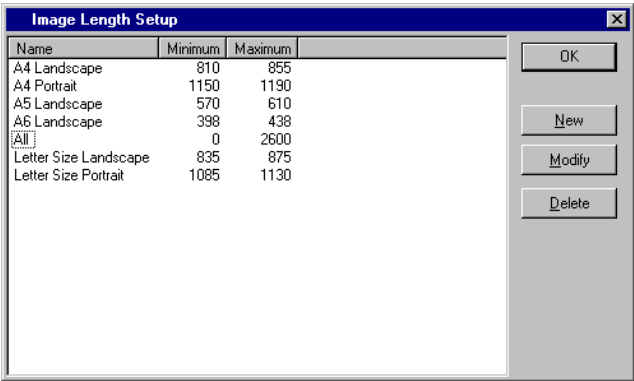 Image Length Setup
Name Minimum Maximum
A4 Landscape 810 855
A4 Portrait 1150 1190
A5 Landscape 570 610
A6 Landscape 398 438
All 0 2600
Letter Size Landscape 835 875
Letter Size Portrait 1085 1130
OK
New
Modify
Delete